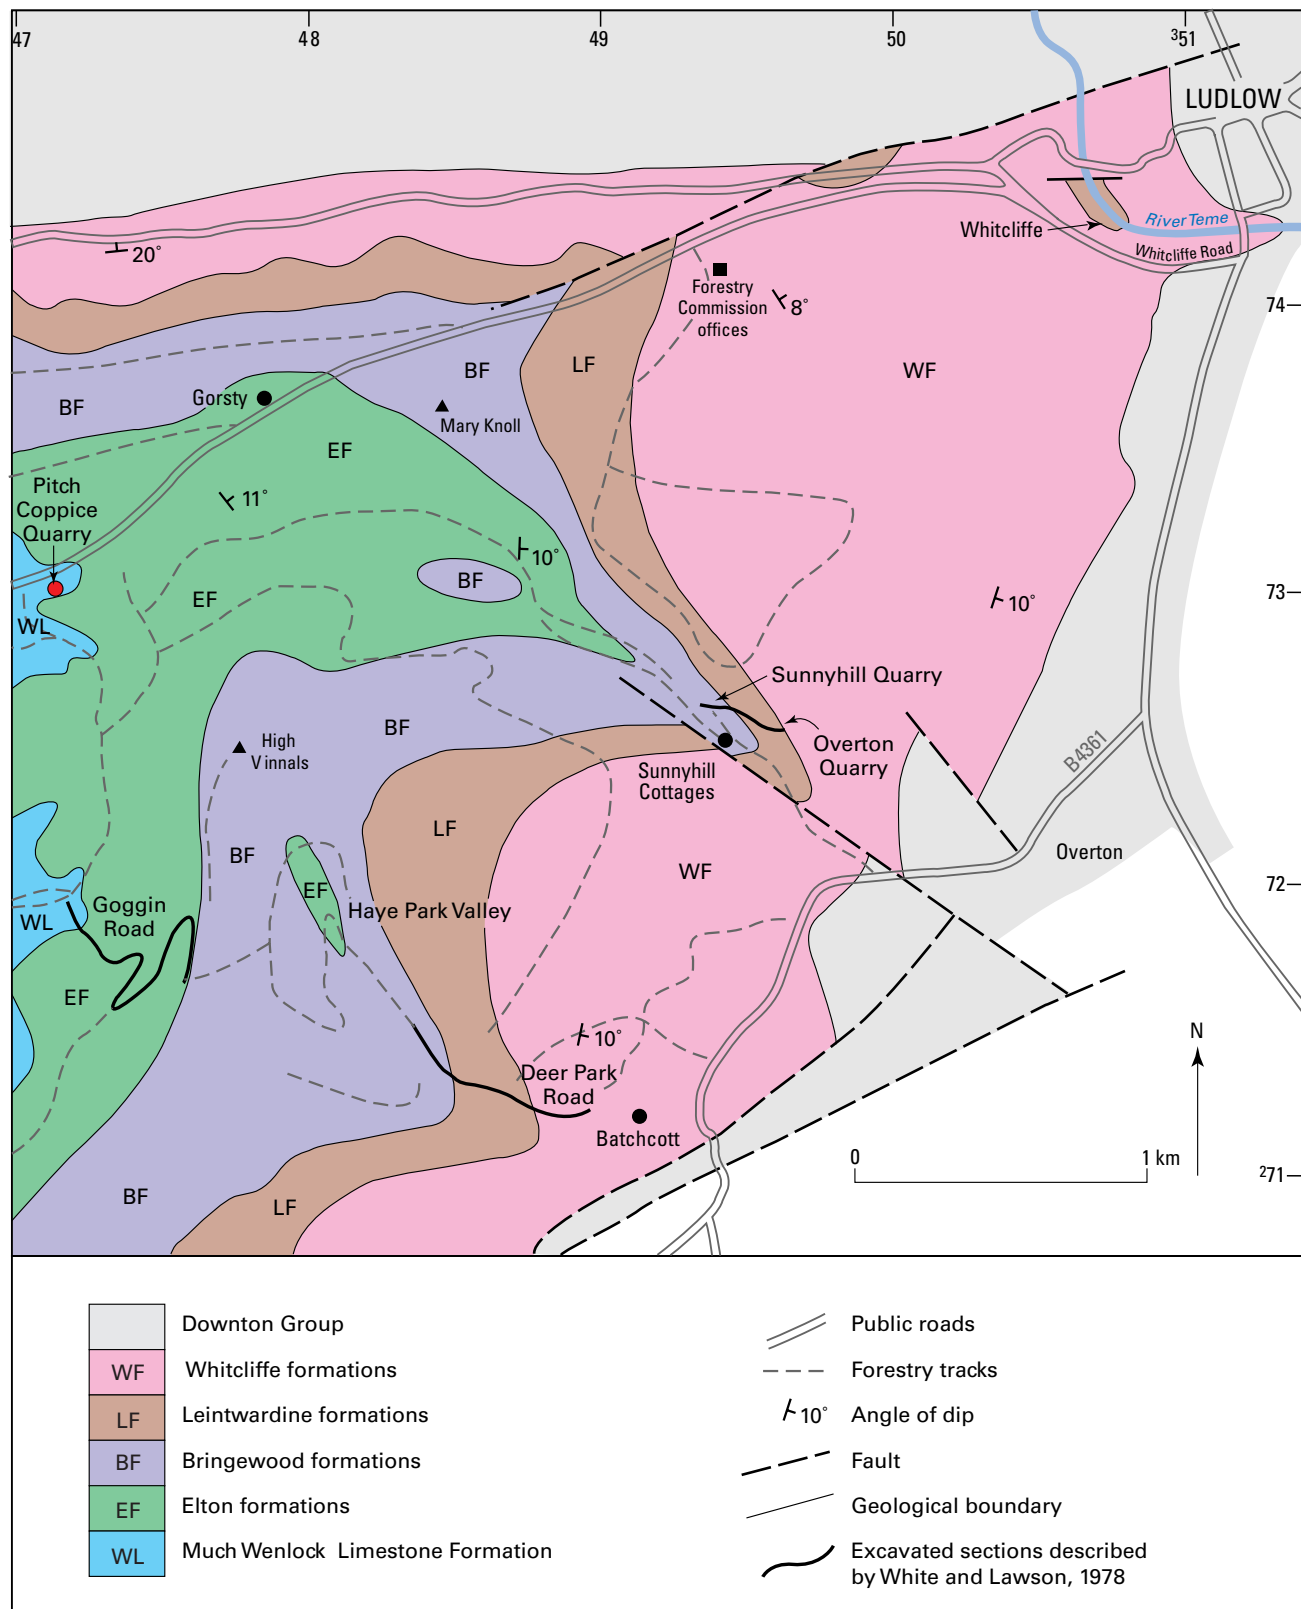 47
48
49
50
³51
LUDLOW
Whitcliffe
River Teme
Whitcliffe Road
20°
Forestry
Commission
offices
8°
74
LF
WF
BF
BF
Gorsty
Mary Knoll
EF
Pitch
Coppice
Quarry
11°
10°
BF
EF
73
10°
WL
Sunnyhill Quarry
BF
High
Vinnals
Overton
Quarry
Sunnyhill
Cottages
B4361
LF
BF
WF
Overton
EF
72
Haye Park Valley
Goggin
Road
WL
EF
10°
N
Deer Park
Road
Batchcott
0
1 km
²71
BF
LF
Downton Group
WF
Whitcliffe formations
LF
Leintwardine formations
BF
Bringewood formations
EF
Elton formations
WL
Much Wenlock Limestone Formation
Public roads
Forestry tracks
10°
Angle of dip
Fault
Geological boundary
Excavated sections described
by White and Lawson, 1978